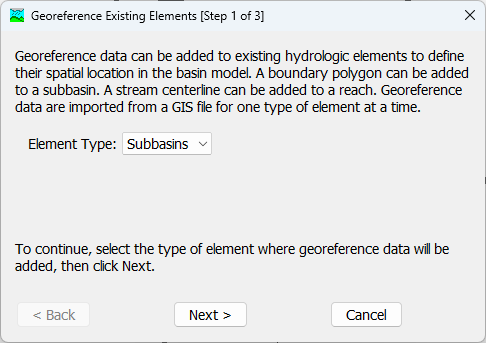 Georeference Existing Elements [Step 1 of 3]
Georeference data can be added to existing hydrologic elements to define
their spatial location in the basin model. A boundary polygon can be added
to a subbasin. A stream centerline can be added to a reach. Georeference
data are imported from a GIS file for one type of element at a time.
Element Type: Subbasins
To continue, select the type of element where georeference data will be
added, then click Next.
< Back Next > Cancel